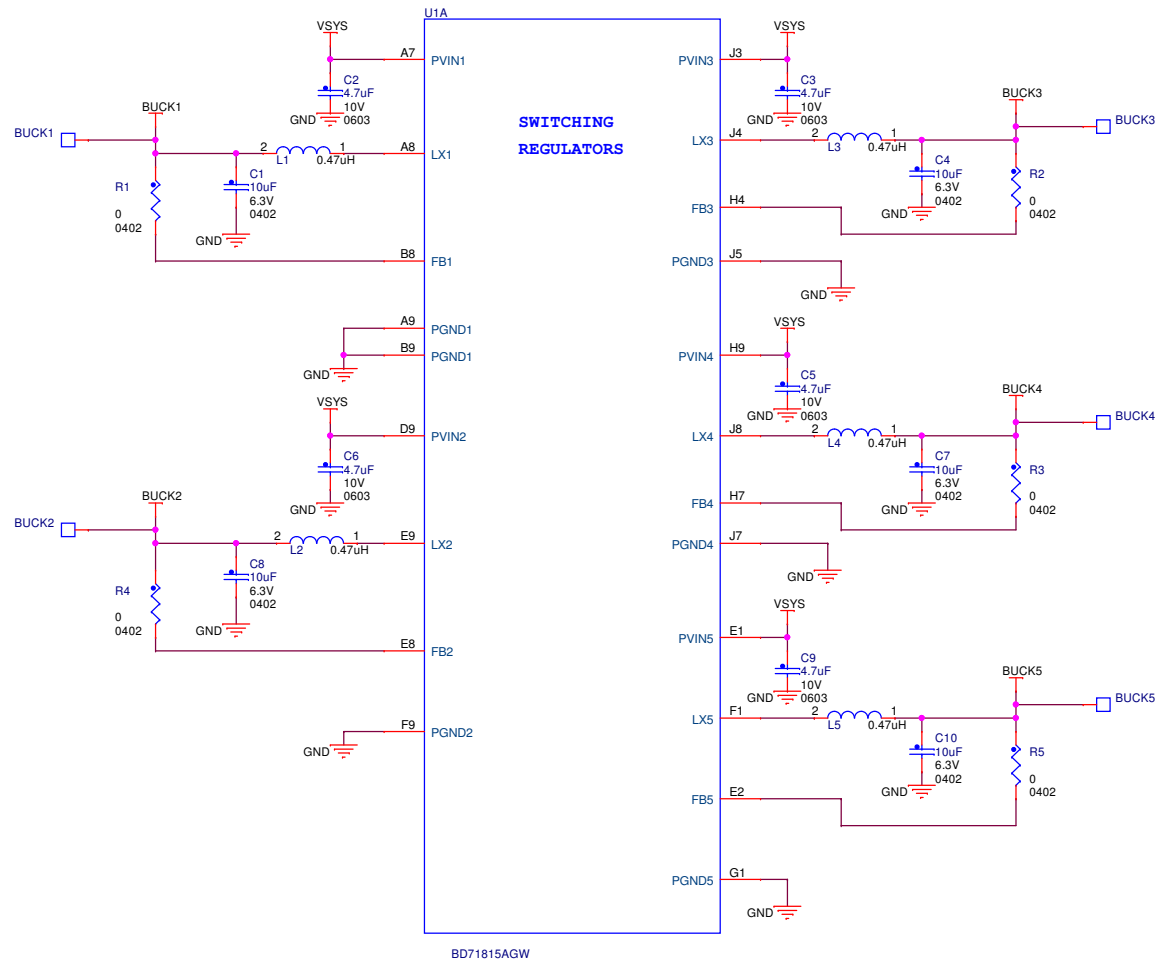 U1A
SWITCHING
REGULATORS
BD71815AGW
VSYS
A7
PVIN1
C2
4.7uF
10V
0603
GND
BUCK1
BUCK1
2
1
L1
0.47uH
A8
LX1
C1
10uF
6.3V
0402
GND
R1
0
0402
B8
FB1
A9
PGND1
B9
PGND1
GND
VSYS
D9
PVIN2
C6
4.7uF
10V
0603
GND
BUCK2
BUCK2
2
1
L2
0.47uH
E9
LX2
C8
10uF
6.3V
0402
GND
R4
0
0402
E8
FB2
F9
PGND2
GND
VSYS
PVIN3
J3
C3
4.7uF
10V
0603
GND
BUCK3
BUCK3
LX3
J4
2
1
L3
0.47uH
C4
10uF
6.3V
0402
GND
R2
0
0402
FB3
H4
PGND3
J5
GND
VSYS
PVIN4
H9
C5
4.7uF
10V
0603
GND
BUCK4
BUCK4
LX4
J8
2
1
L4
0.47uH
C7
10uF
6.3V
0402
GND
R3
0
0402
FB4
H7
PGND4
J7
GND
VSYS
PVIN5
E1
C9
4.7uF
10V
0603
GND
BUCK5
BUCK5
LX5
F1
2
1
L5
0.47uH
C10
10uF
6.3V
0402
GND
R5
0
0402
FB5
E2
PGND5
G1
GND